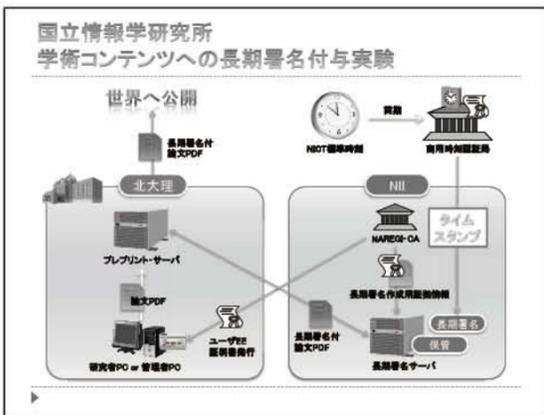 国立情報学研究所
学術コンテンツへの長期署名付与実験
世界へ公開
長期署名付
論文PDF
NICT標準時刻
商用時刻認証局
北大理
NII
プレプリント・サーバ
論文PDF
研究者PC or 管理者PC
ユーザEE
証明書発行
NAREGI-CA
タイム
スタンプ
長期署名作成用証拠情報
長期署名付
論文PDF
長期署名
保管
長期署名サーバ